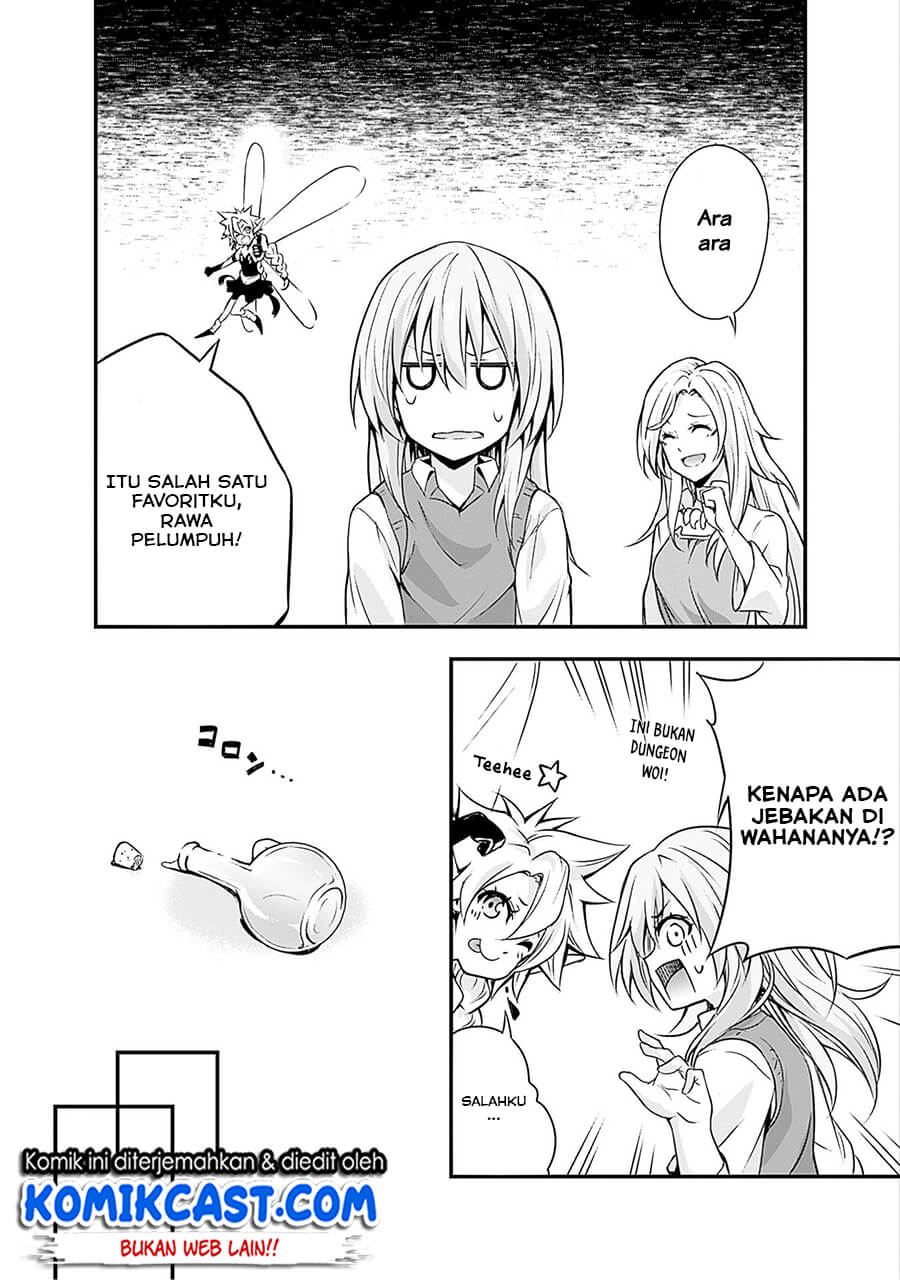 Ara
ara
ITU SALAH SATU
FAVORITKU,
RAWA
PELUMPUH!
KENAPA ADA
JEBAKAN DI
WAHANANYA!?
INI BUKAN
DUNGEON
WOI!
Teehee
SALAHKU
...
コロン...
Komik ini diterjemahkan & diedit oleh
KOMIKCAST.COM
BUKAN WEB LAIN!!